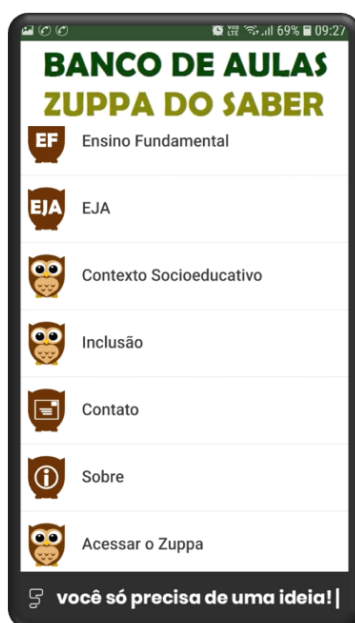 69% 09:27
BANCO DE AULAS
ZUPPA DO SABER
EF Ensino Fundamental
EJA EJA
Contexto Socioeducativo
Inclusão
Contato
Sobre
Acessar o Zuppa
você só precisa de uma ideia!|